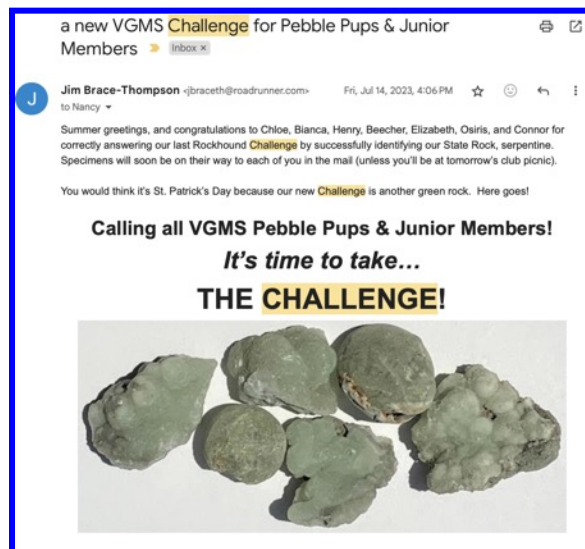 a new VGMS Challenge for Pebble Pups & Junior
Members Inbox ×
J
Jim Brace-Thompson <jbraceth@roadrunner.com> Fri, Jul 14, 2023, 4:06 PM
to Nancy
Summer greetings, and congratulations to Chloe, Bianca, Henry, Beecher, Elizabeth, Osiris, and Connor for
correctly answering our last Rockhound Challenge by successfully identifying our State Rock, serpentine.
Specimens will soon be on their way to each of you in the mail (unless you'll be at tomorrow's club picnic).
You would think it's St. Patrick's Day because our new Challenge is another green rock.  Here goes!
Calling all VGMS Pebble Pups & Junior Members!
It's time to take…
THE CHALLENGE!